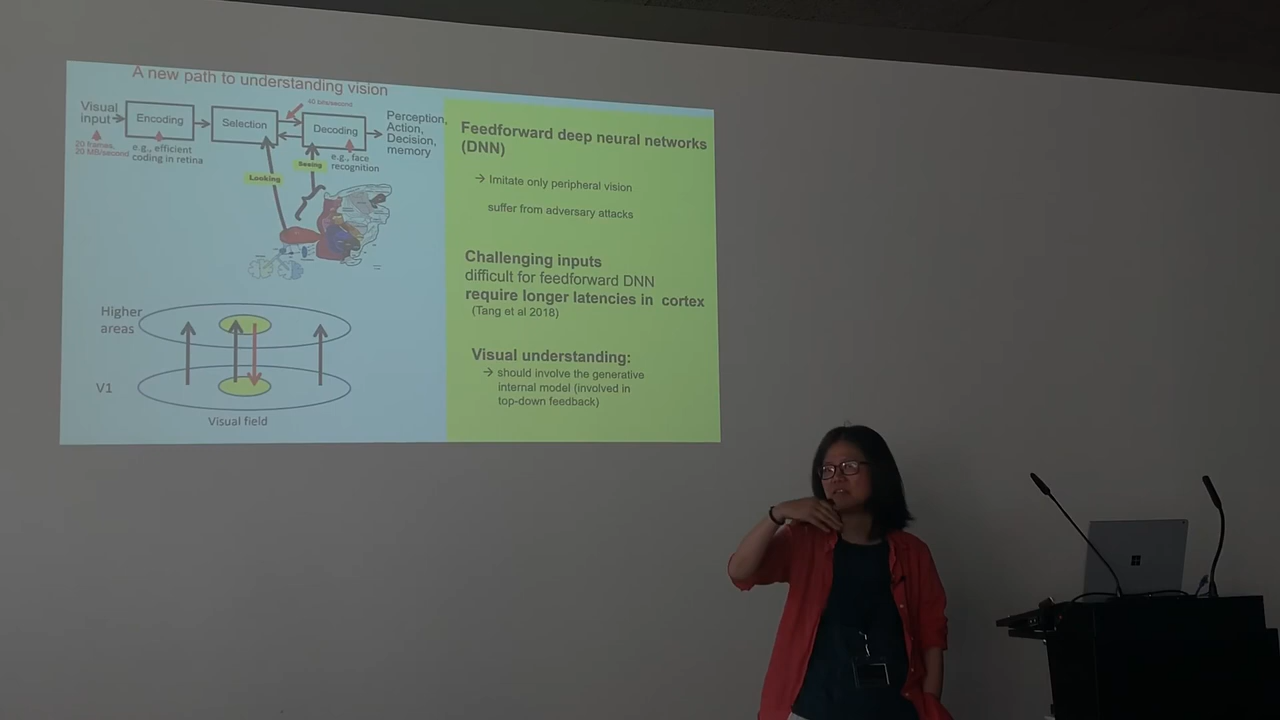 A new path to understanding vision
40 bits/second
Visual
input
Encoding
Selection
Decoding
Perception,
Action,
Decision,
memory
20 frames,
20 MB/second
e.g., efficient
coding in retina
Looking
Seeing
e.g., face
recognition
Higher
areas
V1
Visual field
Feedforward deep neural networks
(DNN)
→ Imitate only peripheral vision
suffer from adversary attacks
Challenging inputs
difficult for feedforward DNN
require longer latencies in cortex
(Tang et al 2018)
Visual understanding:
→ should involve the generative
internal model (involved in
top-down feedback)